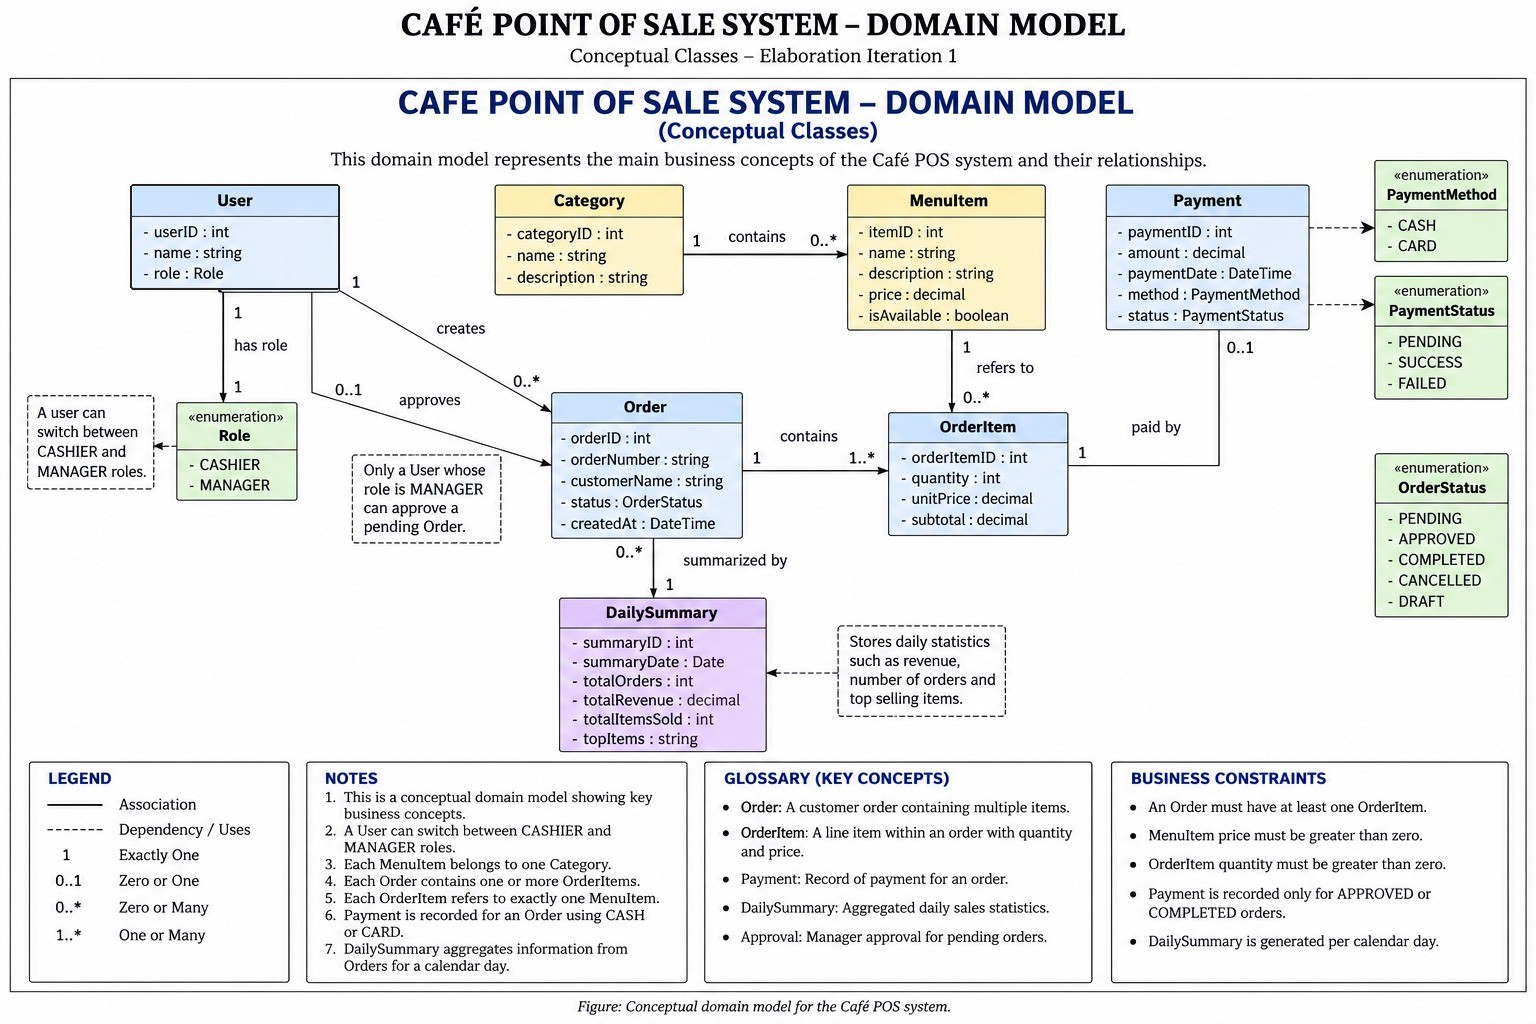 CAFÉ POINT OF SALE SYSTEM – DOMAIN MODEL
Conceptual Classes – Elaboration Iteration 1
CAFE POINT OF SALE SYSTEM – DOMAIN MODEL
(Conceptual Classes)
This domain model represents the main business concepts of the Café POS system and their relationships.
User
- userID : int
- name : string
- role : Role
Category
- categoryID : int
- name : string
- description : string
1
contains
0..*
MenuItem
- itemID : int
- name : string
- description : string
- price : decimal
- isAvailable : boolean
Payment
- paymentID : int
- amount : decimal
- paymentDate : DateTime
- method : PaymentMethod
- status : PaymentStatus
«enumeration»
PaymentMethod
- CASH
- CARD
«enumeration»
PaymentStatus
- PENDING
- SUCCESS
- FAILED
1
has role
1
1
creates
0..*
0..1
approves
1
refers to
0..*
0..1
paid by
1
A user can
switch between
CASHIER and
MANAGER roles.
«enumeration»
Role
- CASHIER
- MANAGER
Only a User whose
role is MANAGER
can approve a
pending Order.
Order
- orderID : int
- orderNumber : string
- customerName : string
- status : OrderStatus
- createdAt : DateTime
1
contains
1..*
OrderItem
- orderItemID : int
- quantity : int
- unitPrice : decimal
- subtotal : decimal
«enumeration»
OrderStatus
- PENDING
- APPROVED
- COMPLETED
- CANCELLED
- DRAFT
0..*
summarized by
1
DailySummary
- summaryID : int
- summaryDate : Date
- totalOrders : int
- totalRevenue : decimal
- totalItemsSold : int
- topItems : string
Stores daily statistics
such as revenue,
number of orders and
top selling items.
LEGEND
Association
Dependency / Uses
1 Exactly One
0..1 Zero or One
0..* Zero or Many
1..* One or Many
NOTES
1. This is a conceptual domain model showing key
business concepts.
2. A User can switch between CASHIER and
MANAGER roles.
3. Each MenuItem belongs to one Category.
4. Each Order contains one or more OrderItems.
5. Each OrderItem refers to exactly one MenuItem.
6. Payment is recorded for an Order using CASH
or CARD.
7. DailySummary aggregates information from
Orders for a calendar day.
GLOSSARY (KEY CONCEPTS)
• Order: A customer order containing multiple items.
• OrderItem: A line item within an order with quantity
and price.
• Payment: Record of payment for an order.
• DailySummary: Aggregated daily sales statistics.
• Approval: Manager approval for pending orders.
BUSINESS CONSTRAINTS
• An Order must have at least one OrderItem.
• MenuItem price must be greater than zero.
• OrderItem quantity must be greater than zero.
• Payment is recorded only for APPROVED or
COMPLETED orders.
• DailySummary is generated per calendar day.
Figure: Conceptual domain model for the Café POS system.